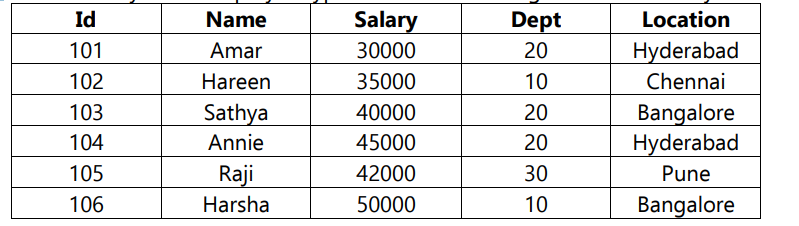 Id Name Salary Dept Location
101 Amar 30000 20 Hyderabad
102 Hareen 35000 10 Chennai
103 Sathya 40000 20 Bangalore
104 Annie 45000 20 Hyderabad
105 Raji 42000 30 Pune
106 Harsha 50000 10 Bangalore